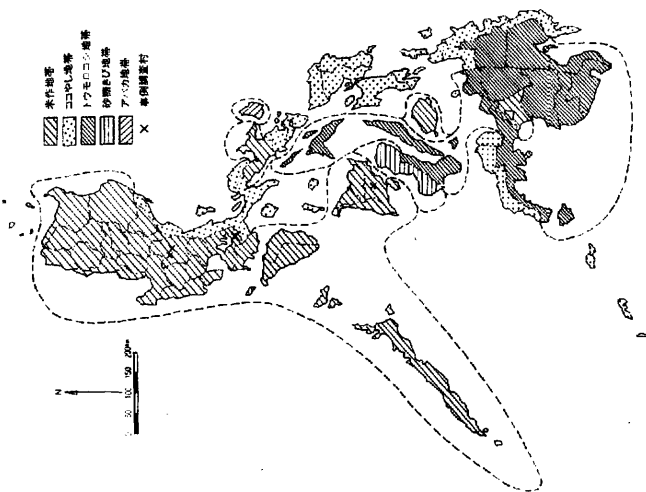 米作地帯
ココやし地帯
トウモロコシ地帯
砂糖きび地帯
アバカ地帯
× 事例調査村
N
0 50 100 150 200km